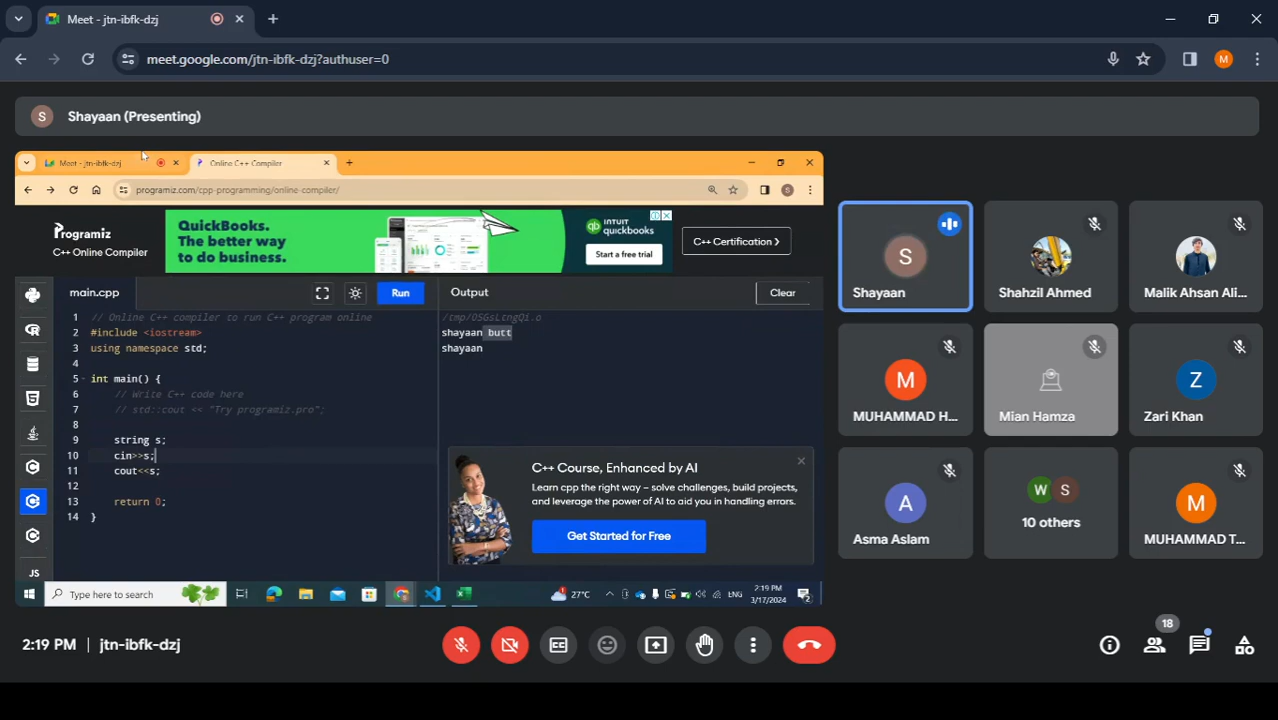 Meet - jtn-ibfk-dzj
meet.google.com/jtn-ibfk-dzj?authuser=0
M
S
Shayaan (Presenting)
Meet - jtn-ibfk-dzj
Online C++ Compiler
programiz.com/cpp-programming/online-compiler/
S
Programiz
C++ Online Compiler
QuickBooks.
The better way
to do business.
qb
INTUIT
quickbooks
Start a free trial
C++ Certification >
main.cpp
Run
Output
Clear
1 // Online C++ compiler to run C++ program online
2 #include <iostream>
3 using namespace std;
4
5 int main() {
6 // Write C++ code here
7 // std::cout << "Try programiz.pro";
8
9 string s;
10 cin>>s;
11 cout<<s;
12
13 return 0;
14 }
JS
/tmp/O5GsLtngQi.o
shayaan butt
shayaan
C++ Course, Enhanced by AI
Learn cpp the right way – solve challenges, build projects,
and leverage the power of AI to aid you in handling errors.
Get Started for Free
Type here to search
27°C
ENG
2:19 PM
3/17/2024
2
S
Shayaan
Shahzil Ahmed
Malik Ahsan Ali...
M
MUHAMMAD H...
Mian Hamza
Z
Zari Khan
A
Asma Aslam
W
S
10 others
M
MUHAMMAD T...
2:19 PM | jtn-ibfk-dzj
18